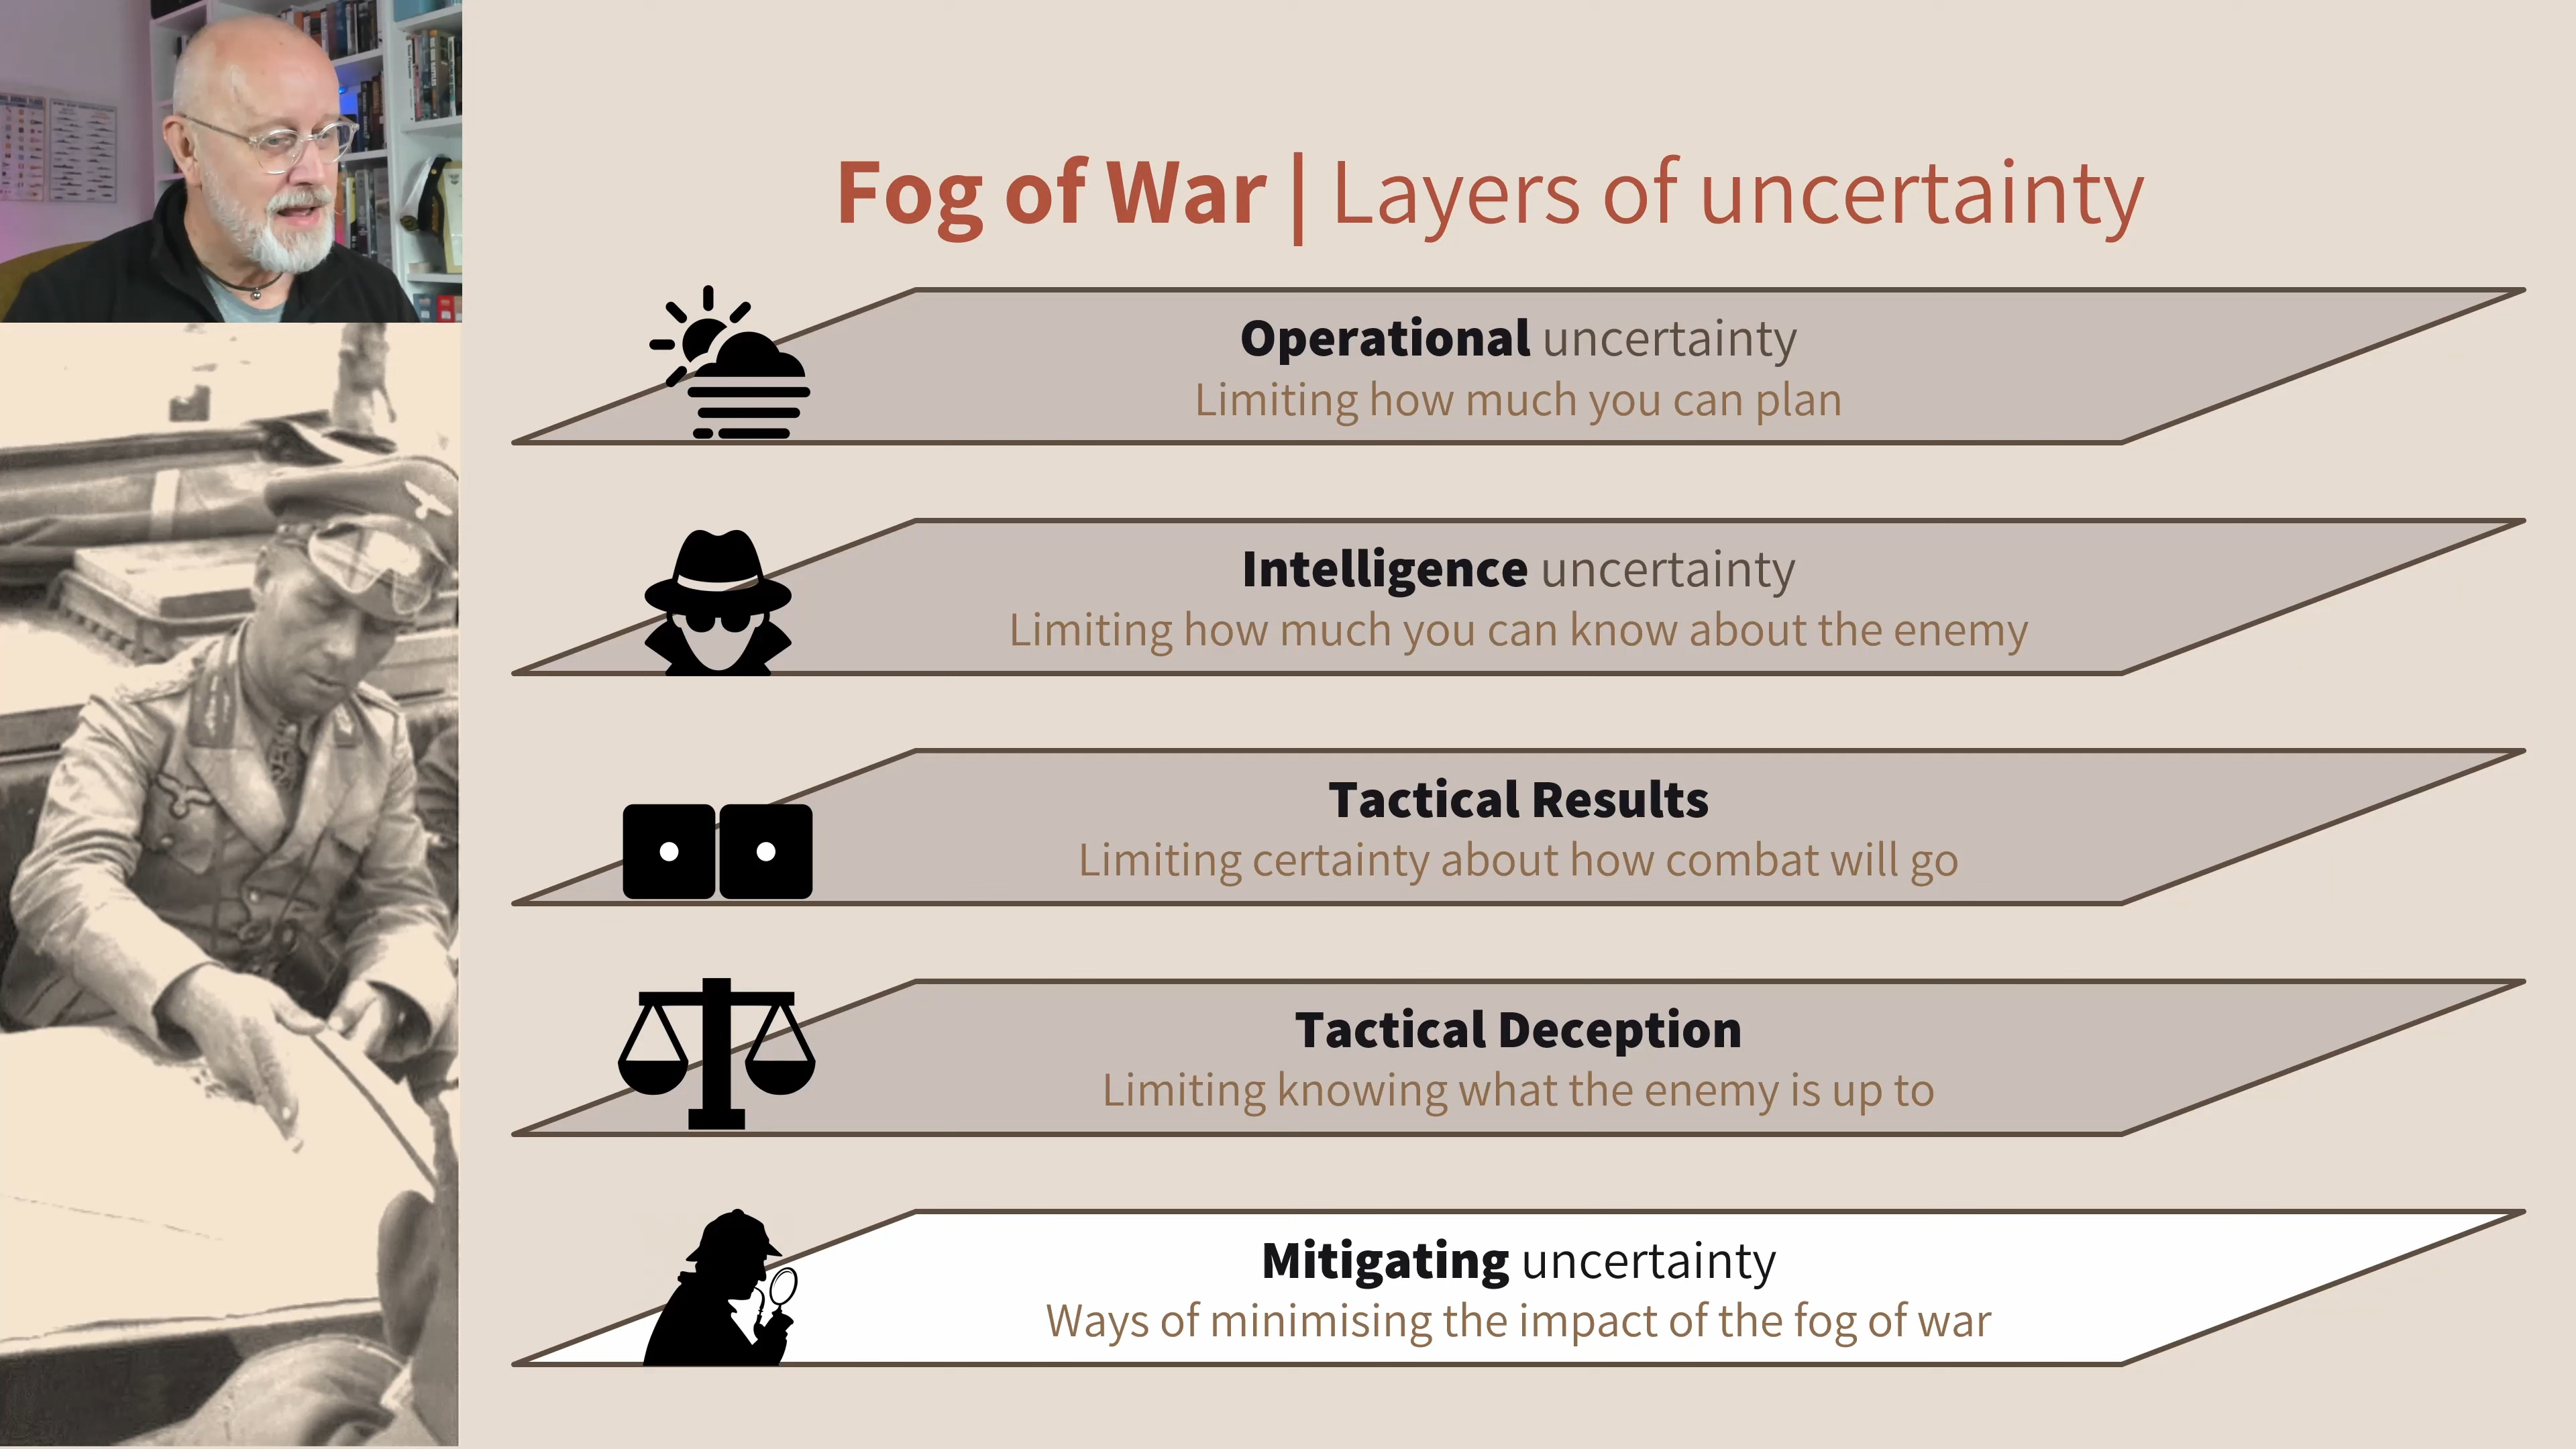 Fog of War | Layers of uncertainty
Operational uncertainty
Limiting how much you can plan
Intelligence uncertainty
Limiting how much you can know about the enemy
Tactical Results
Limiting certainty about how combat will go
Tactical Deception
Limiting knowing what the enemy is up to
Mitigating uncertainty
Ways of minimising the impact of the fog of war